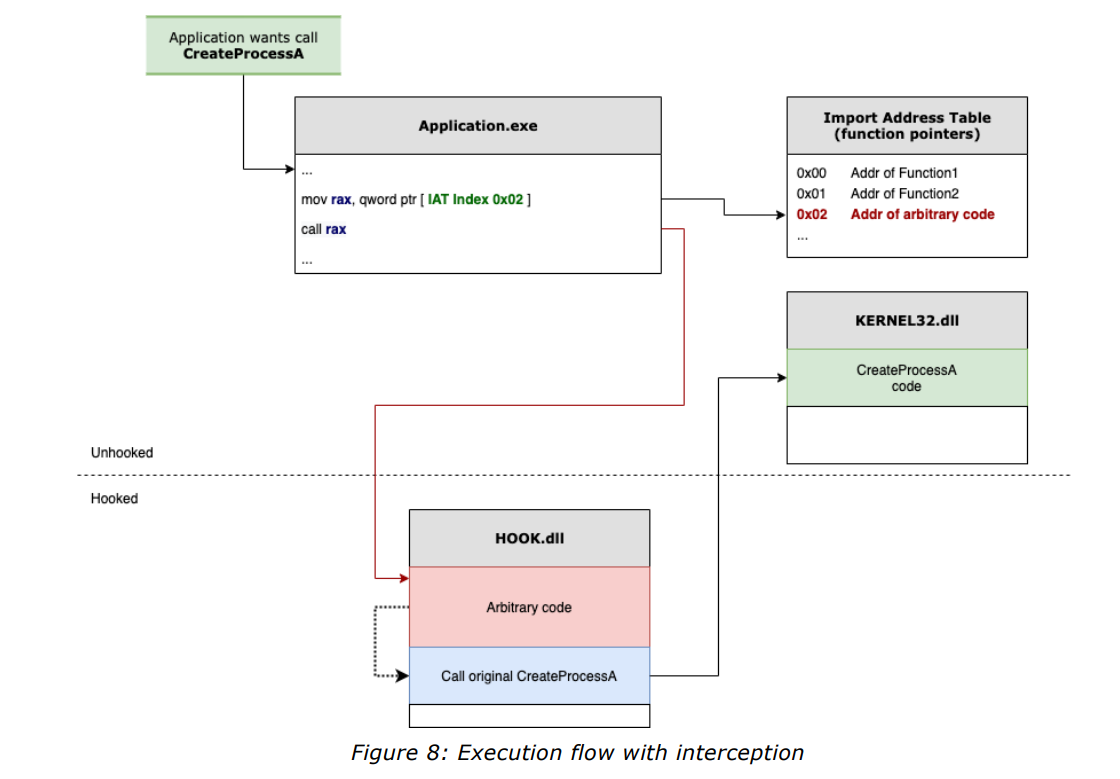 Application wants call
CreateProcessA
Application.exe
...
mov rax, qword ptr [ IAT Index 0x02 ]
call rax
...
Import Address Table
(function pointers)
0x00 Addr of Function1
0x01 Addr of Function2
0x02 Addr of arbitrary code
...
KERNEL32.dll
CreateProcessA
code
Unhooked
Hooked
HOOK.dll
Arbitrary code
Call original CreateProcessA
Figure 8: Execution flow with interception